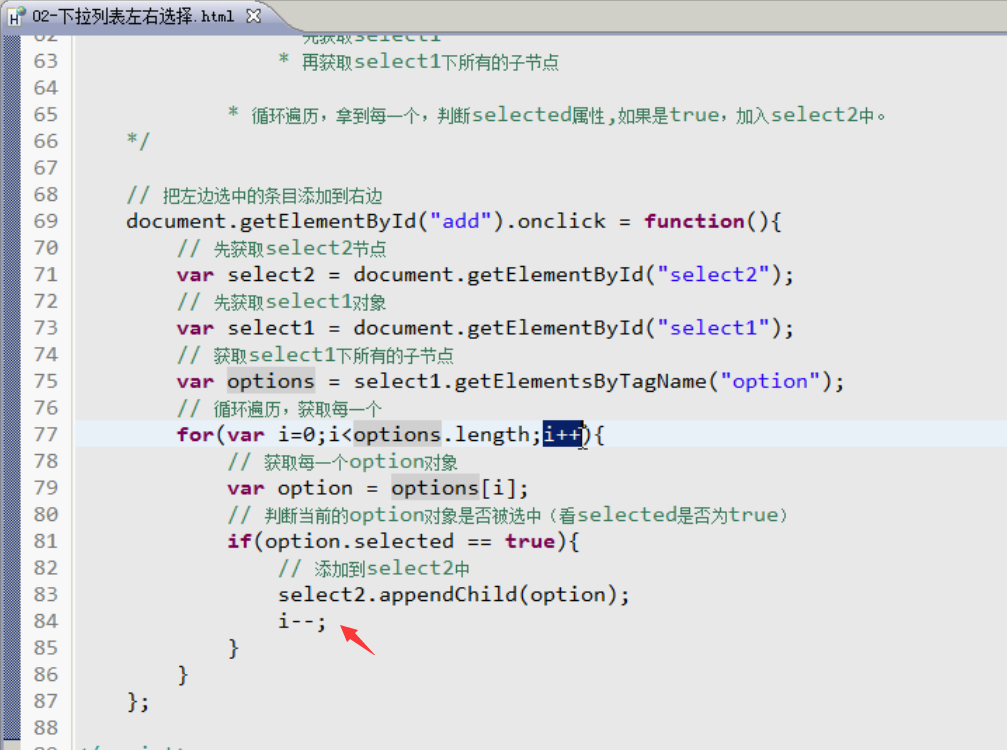 02-下拉列表左右选择.html
62 先获取select1
63 * 再获取select1下所有的子节点
64
65 * 循环遍历，拿到每一个，判断selected属性,如果是true，加入select2中。
66 */
67
68 // 把左边选中的条目添加到右边
69 document.getElementById("add").onclick = function(){
70 // 先获取select2节点
71 var select2 = document.getElementById("select2");
72 // 先获取select1对象
73 var select1 = document.getElementById("select1");
74 // 获取select1下所有的子节点
75 var options = select1.getElementsByTagName("option");
76 // 循环遍历，获取每一个
77 for(var i=0;i<options.length;i++){
78 // 获取每一个option对象
79 var option = options[i];
80 // 判断当前的option对象是否被选中（看selected是否为true）
81 if(option.selected == true){
82 // 添加到select2中
83 select2.appendChild(option);
84 i--;
85 }
86 }
87 };
88